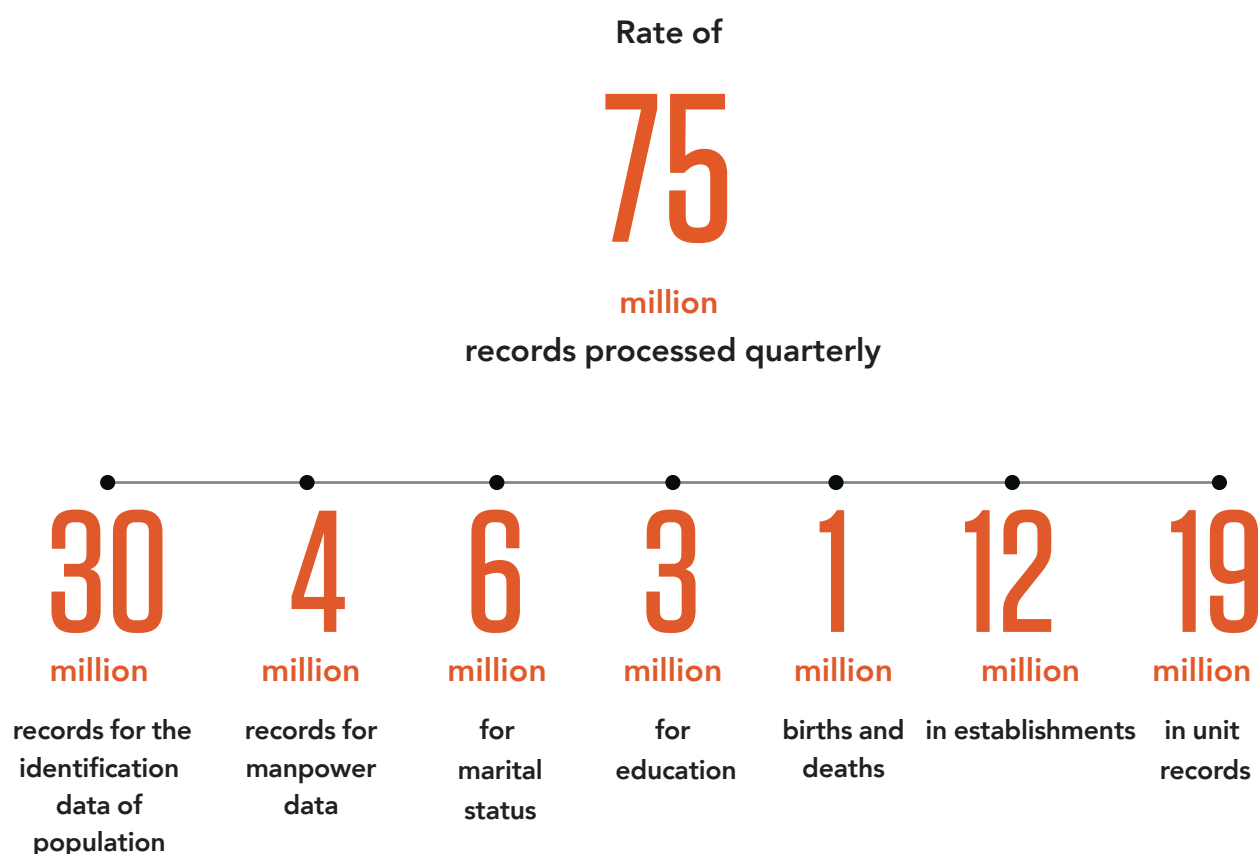 Rate of
75
million
records processed quarterly
30
million
records for the
identification
data of
population
4
million
records for
manpower
data
6
million
for
marital
status
3
million
for
education
1
million
births and
deaths
12
million
in establishments
19
million
in unit
records